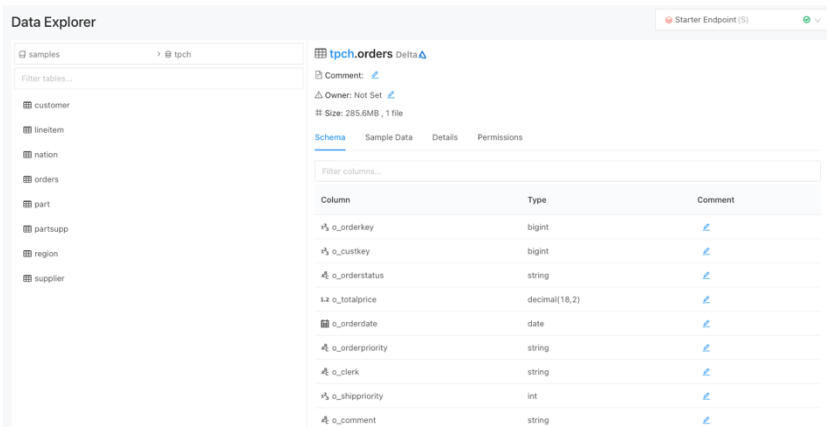 Data Explorer
Starter Endpoint (S)
samples > tpch
Filter tables...
customer
lineitem
nation
orders
part
partsupp
region
supplier
tpch.orders Delta
Comment:
Owner: Not Set
Size: 285.6MB , 1 file
Schema Sample Data Details Permissions
Filter columns...
Column Type Comment
o_orderkey bigint
o_custkey bigint
o_orderstatus string
1.2 o_totalprice decimal(18,2)
o_orderdate date
o_orderpriority string
o_clerk string
o_shippriority int
o_comment string